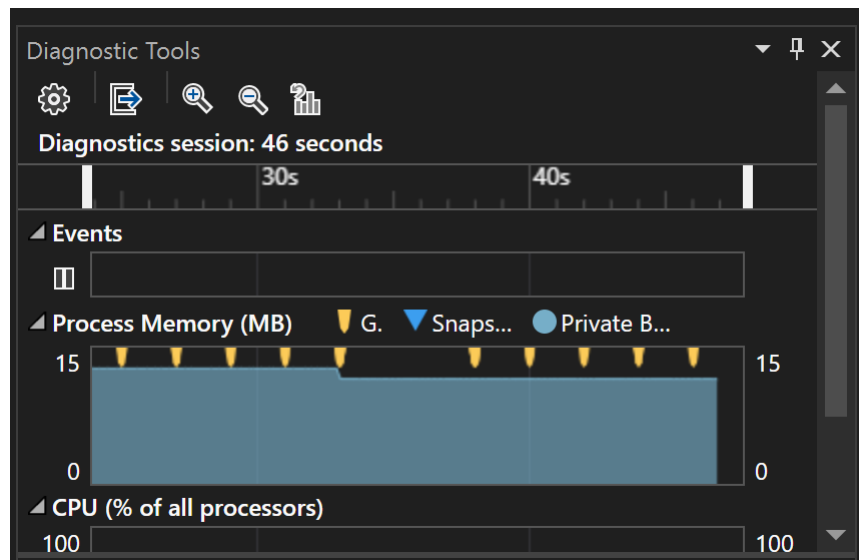 Diagnostic Tools
Diagnostics session: 46 seconds
30s 40s
Events
Process Memory (MB) G. Snaps... Private B...
15 15
0 0
CPU (% of all processors)
100 100